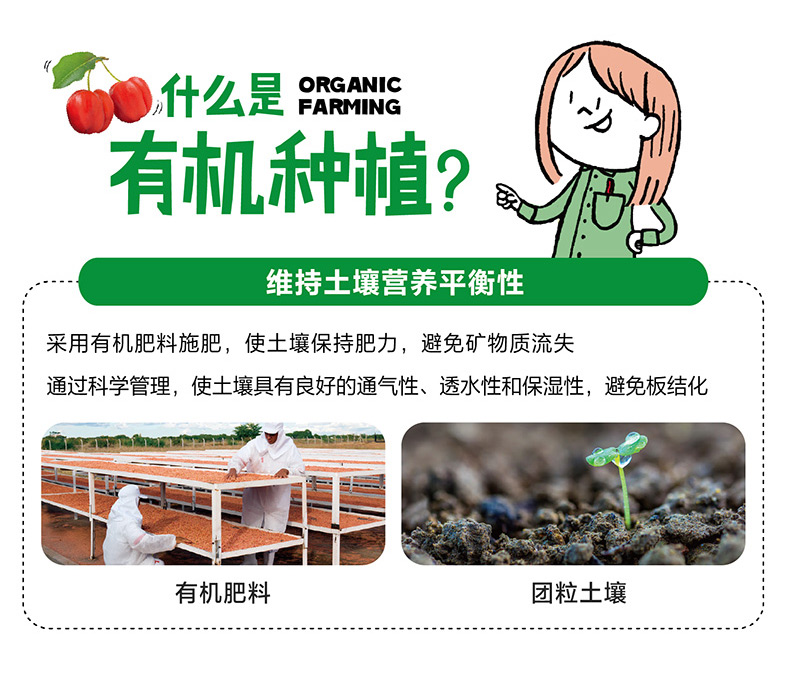 什么是
ORGANIC
FARMING
有机种植?
维持土壤营养平衡性
采用有机肥料施肥，使土壤保持肥力，避免矿物质流失
通过科学管理，使土壤具有良好的通气性、透水性和保湿性，避免板结化
有机肥料
团粒土壤